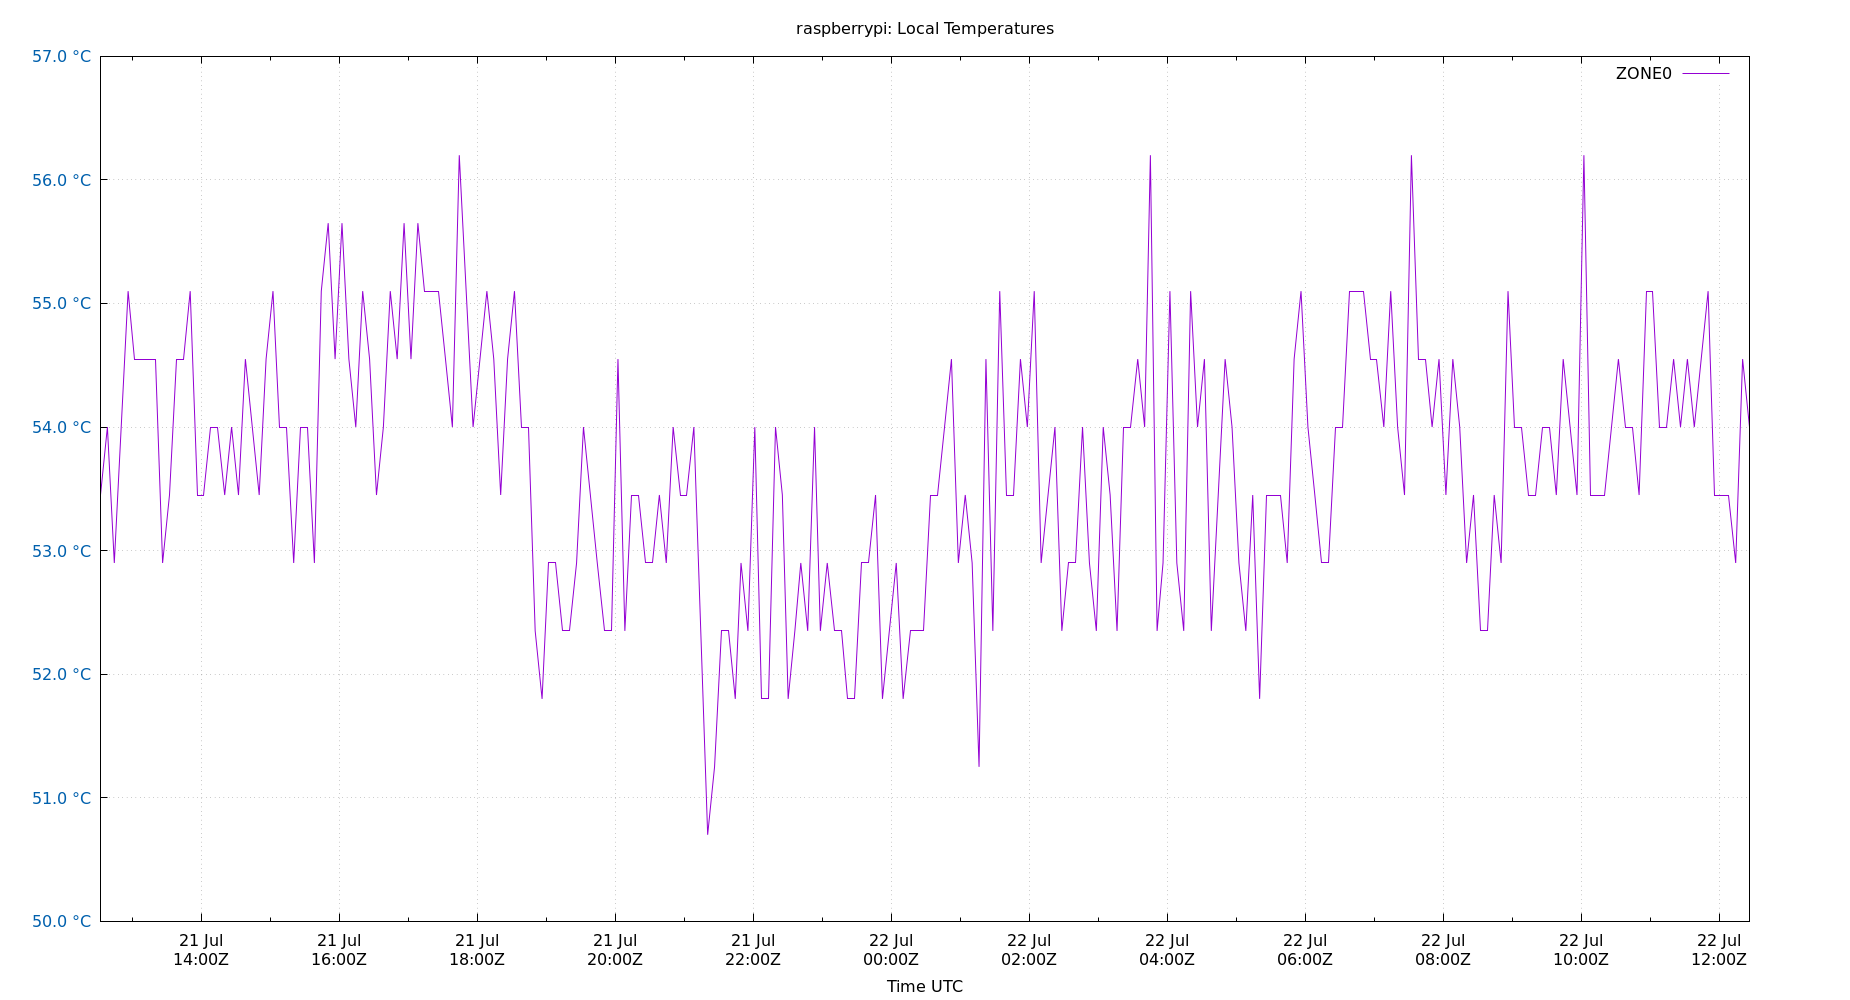 raspberrypi: Local Temperatures
ZONE0
57.0 °C
56.0 °C
55.0 °C
54.0 °C
53.0 °C
52.0 °C
51.0 °C
50.0 °C
21 Jul 21 Jul 21 Jul 21 Jul 21 Jul 22 Jul 22 Jul 22 Jul 22 Jul 22 Jul 22 Jul 22 Jul
14:00Z 16:00Z 18:00Z 20:00Z 22:00Z 00:00Z 02:00Z 04:00Z 06:00Z 08:00Z 10:00Z 12:00Z
Time UTC